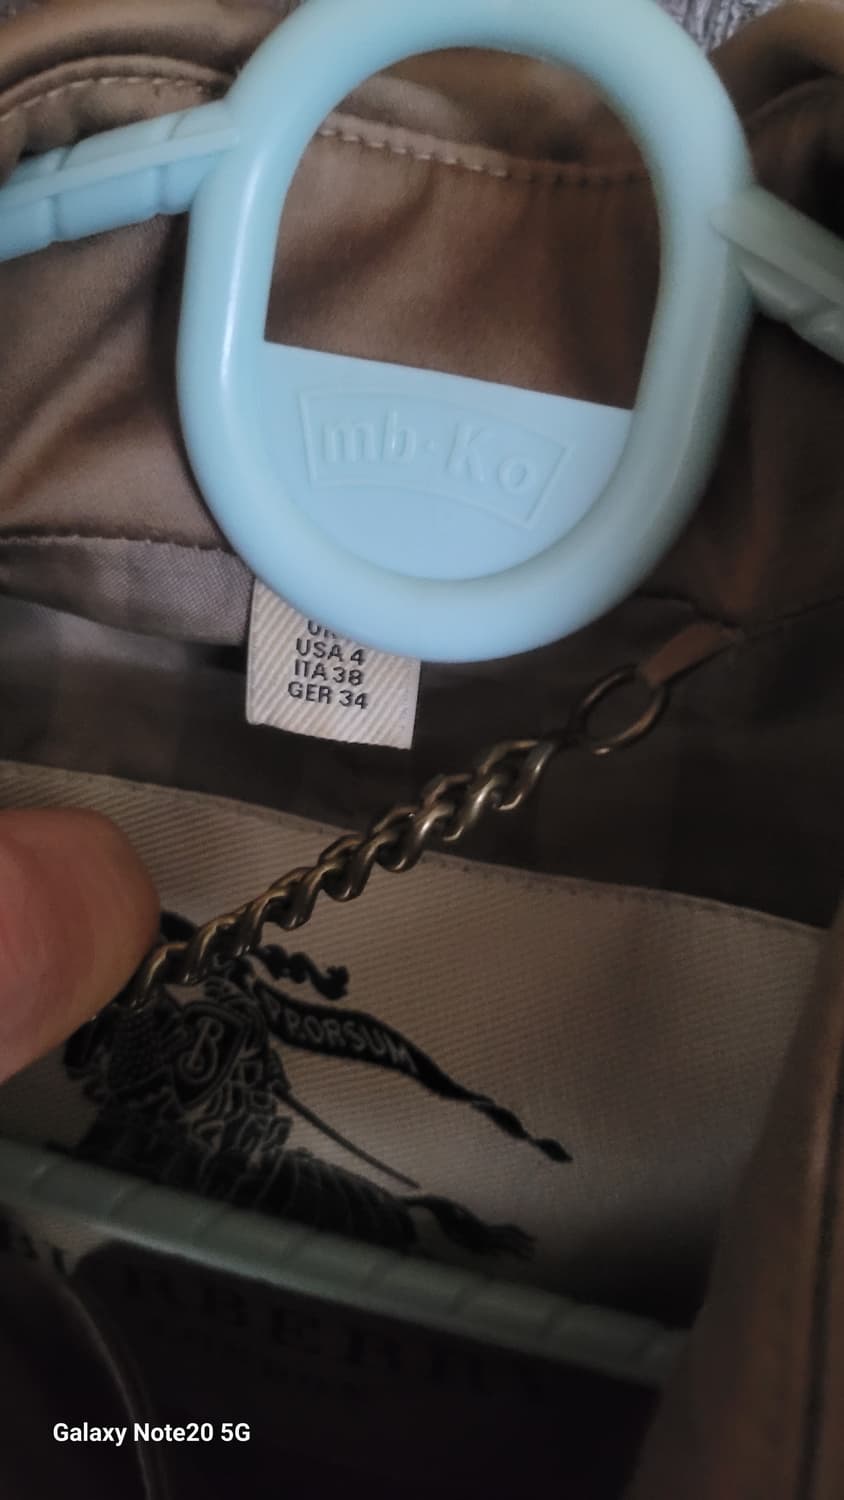 mb·Ko
USA 4
ITA 38
GER 34
PRORSUM
B
Galaxy Note20 5G